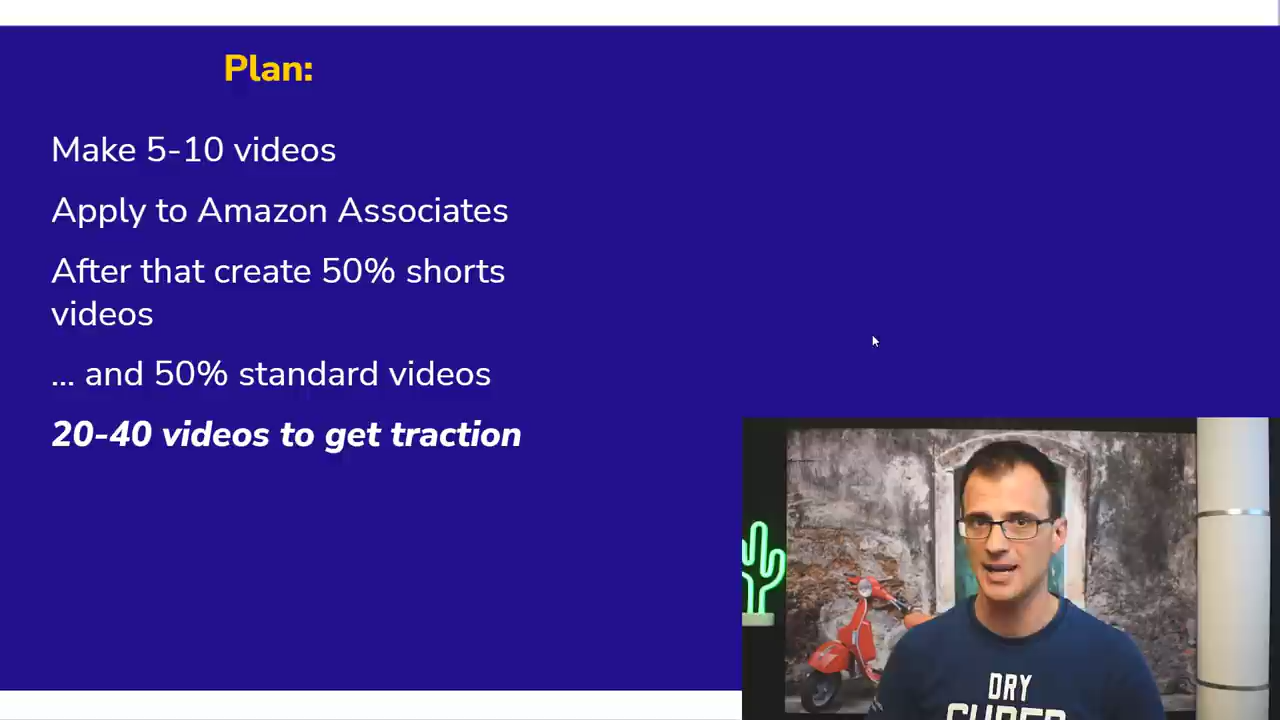 Plan:
Make 5-10 videos
Apply to Amazon Associates
After that create 50% shorts
videos
... and 50% standard videos
20-40 videos to get traction
DRY